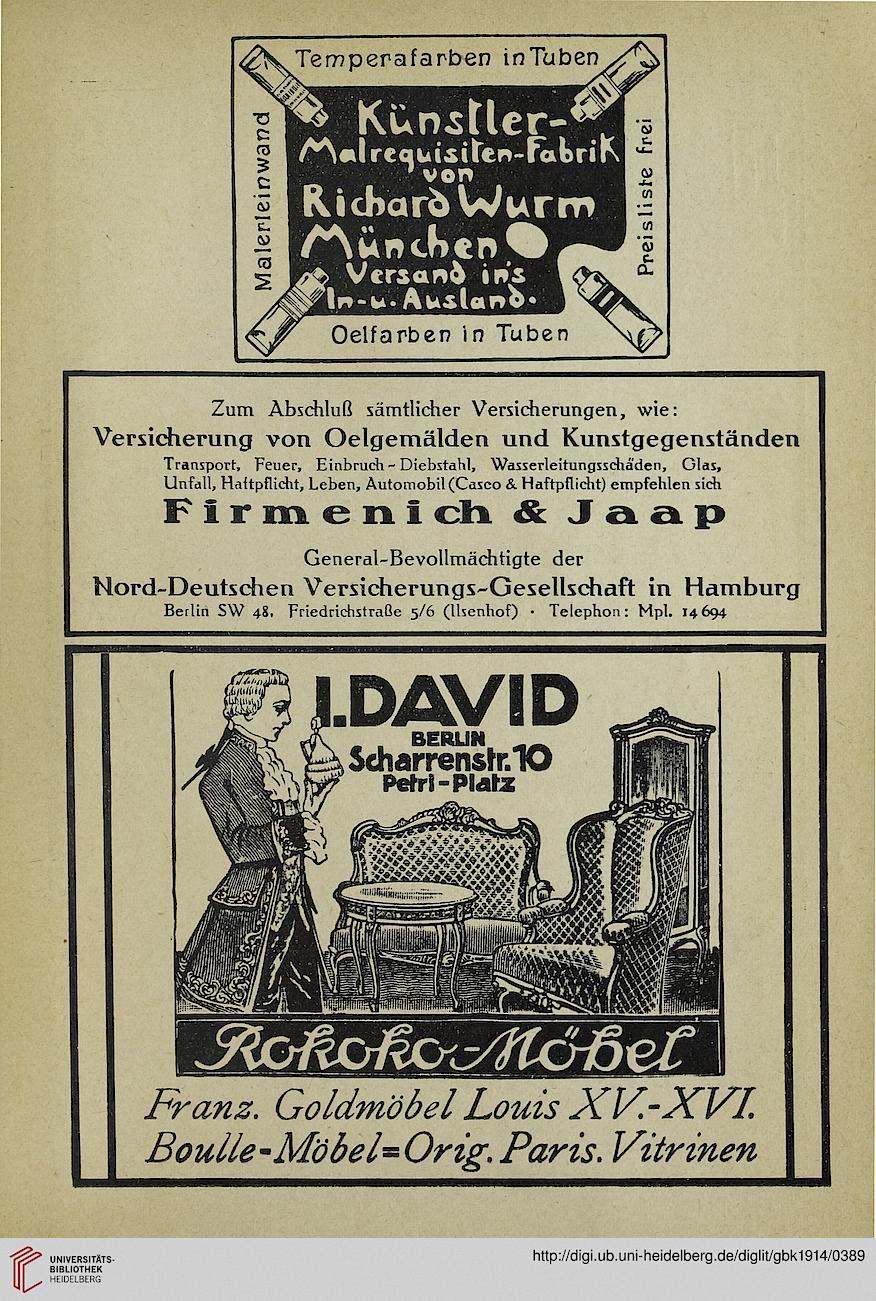 Temperafarben in Tuben
Malerleinwand
Künstler-
Malrequisiten-Fabrik
von
Richard Wurm
München
Versand in's
In-u. Ausland.
Preisliste frei
Oelfarben in Tuben
Zum Abschluß sämtlicher Versicherungen, wie:
Versicherung von Oelgemälden und Kunstgegenständen
Transport, Feuer, Einbruch-Diebstahl, Wasserleitungsschäden, Glas,
Unfall, Haftpflicht, Leben, Automobil (Casco & Haftpflicht) empfehlen sich
Firmenich & Jaap
General-Bevollmächtigte der
Nord-Deutschen Versicherungs-Gesellschaft in Hamburg
Berlin SW 48, Friedrichstraße 5/6 (Ilsenhof) · Telephon: Mpl. 14694
I. DAVID
BERLIN
Scharrenstr. 10
Petri-Platz
Rokoko-Möbel
Franz. Goldmöbel Louis XV.-XVI.
Boulle-Möbel=Orig. Paris. Vitrinen
UNIVERSITÄTS-
BIBLIOTHEK
HEIDELBERG
http://digi.ub.uni-heidelberg.de/diglit/gbk1914/0389